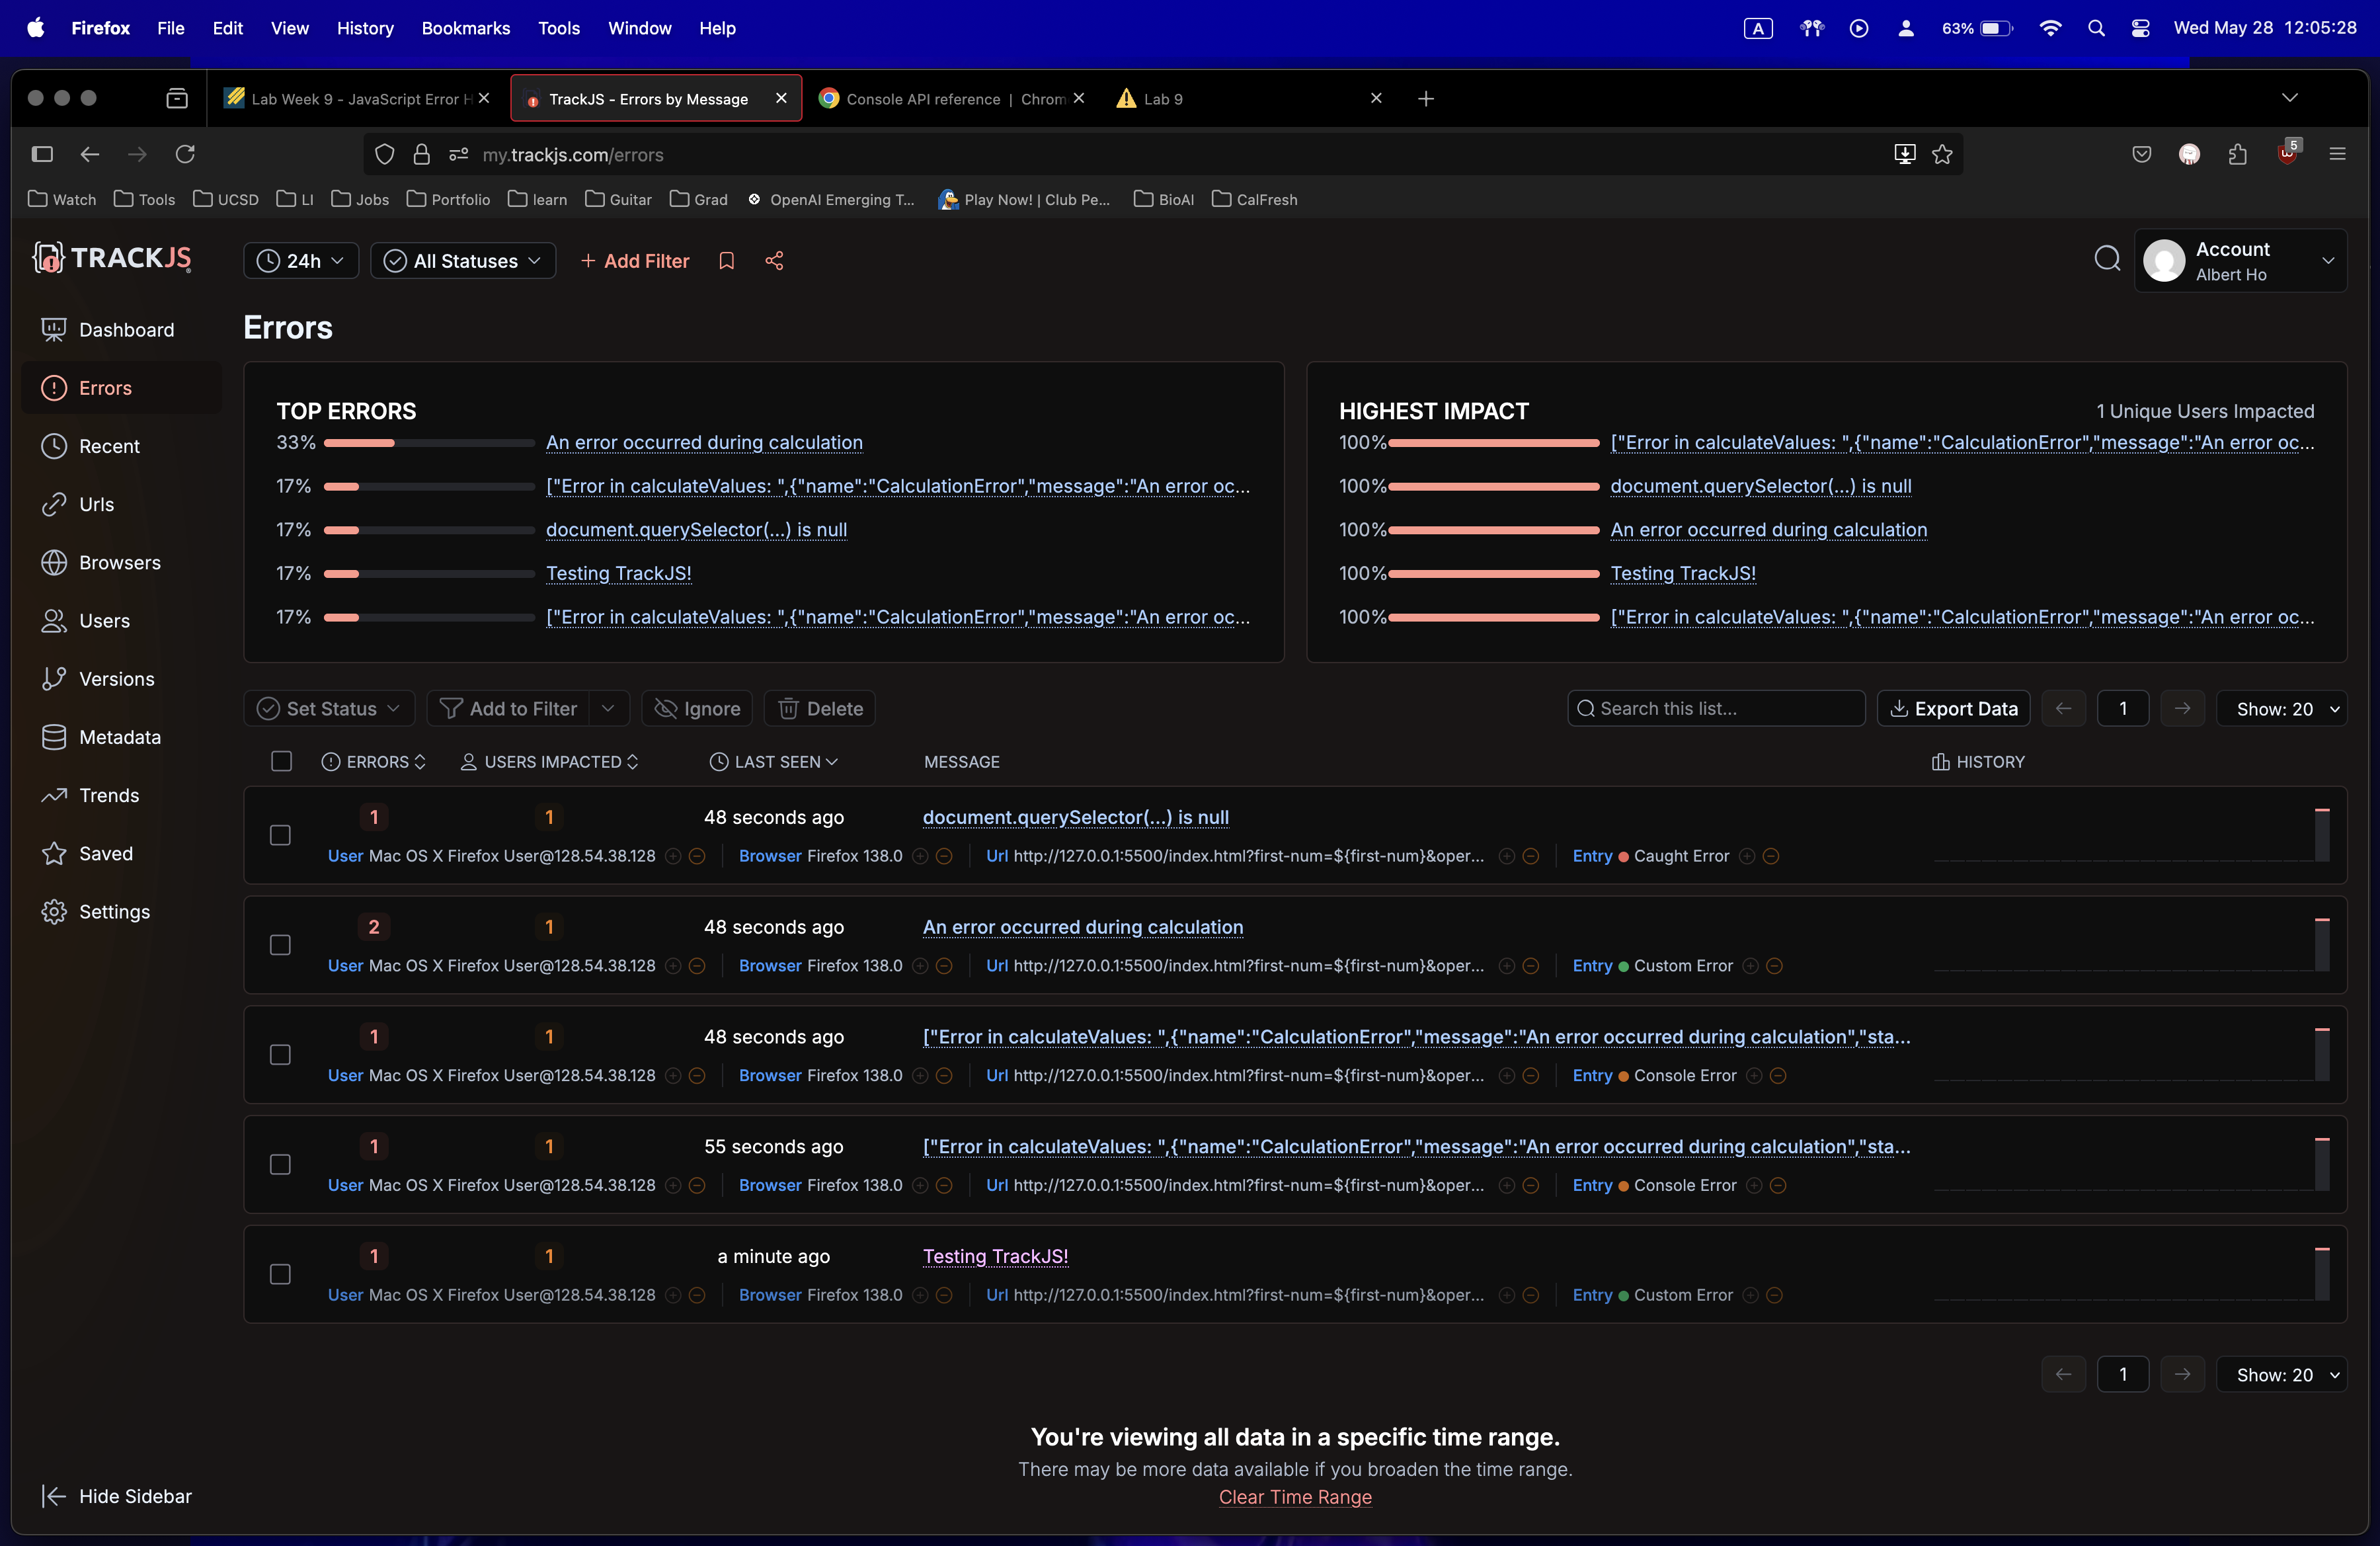 Firefox File Edit View History Bookmarks Tools Window Help A 63% Wed May 28 12:05:28
Lab Week 9 - JavaScript Error H TrackJS - Errors by Message Console API reference | Chrom Lab 9
my.trackjs.com/errors 5
Watch Tools UCSD LI Jobs Portfolio learn Guitar Grad OpenAI Emerging T... Play Now! | Club Pe... BioAI CalFresh
TRACKJS 24h All Statuses + Add Filter Account
Albert Ho
Dashboard
Errors
Recent
Urls
Browsers
Users
Versions
Metadata
Trends
Saved
Settings
Hide Sidebar
Errors
TOP ERRORS
33% An error occurred during calculation
17% ["Error in calculateValues: ",{"name":"CalculationError","message":"An error oc...
17% document.querySelector(...) is null
17% Testing TrackJS!
17% ["Error in calculateValues: ",{"name":"CalculationError","message":"An error oc...
HIGHEST IMPACT 1 Unique Users Impacted
100% ["Error in calculateValues: ",{"name":"CalculationError","message":"An error oc...
100% document.querySelector(...) is null
100% An error occurred during calculation
100% Testing TrackJS!
100% ["Error in calculateValues: ",{"name":"CalculationError","message":"An error oc...
Set Status Add to Filter Ignore Delete Search this list... Export Data 1 Show: 20
ERRORS USERS IMPACTED LAST SEEN MESSAGE HISTORY
1 1 48 seconds ago document.querySelector(...) is null
User Mac OS X Firefox User@128.54.38.128 Browser Firefox 138.0 Url http://127.0.0.1:5500/index.html?first-num=${first-num}&oper... Entry Caught Error
2 1 48 seconds ago An error occurred during calculation
User Mac OS X Firefox User@128.54.38.128 Browser Firefox 138.0 Url http://127.0.0.1:5500/index.html?first-num=${first-num}&oper... Entry Custom Error
1 1 48 seconds ago ["Error in calculateValues: ",{"name":"CalculationError","message":"An error occurred during calculation","sta...
User Mac OS X Firefox User@128.54.38.128 Browser Firefox 138.0 Url http://127.0.0.1:5500/index.html?first-num=${first-num}&oper... Entry Console Error
1 1 55 seconds ago ["Error in calculateValues: ",{"name":"CalculationError","message":"An error occurred during calculation","sta...
User Mac OS X Firefox User@128.54.38.128 Browser Firefox 138.0 Url http://127.0.0.1:5500/index.html?first-num=${first-num}&oper... Entry Console Error
1 1 a minute ago Testing TrackJS!
User Mac OS X Firefox User@128.54.38.128 Browser Firefox 138.0 Url http://127.0.0.1:5500/index.html?first-num=${first-num}&oper... Entry Custom Error
1 Show: 20
You're viewing all data in a specific time range.
There may be more data available if you broaden the time range.
Clear Time Range